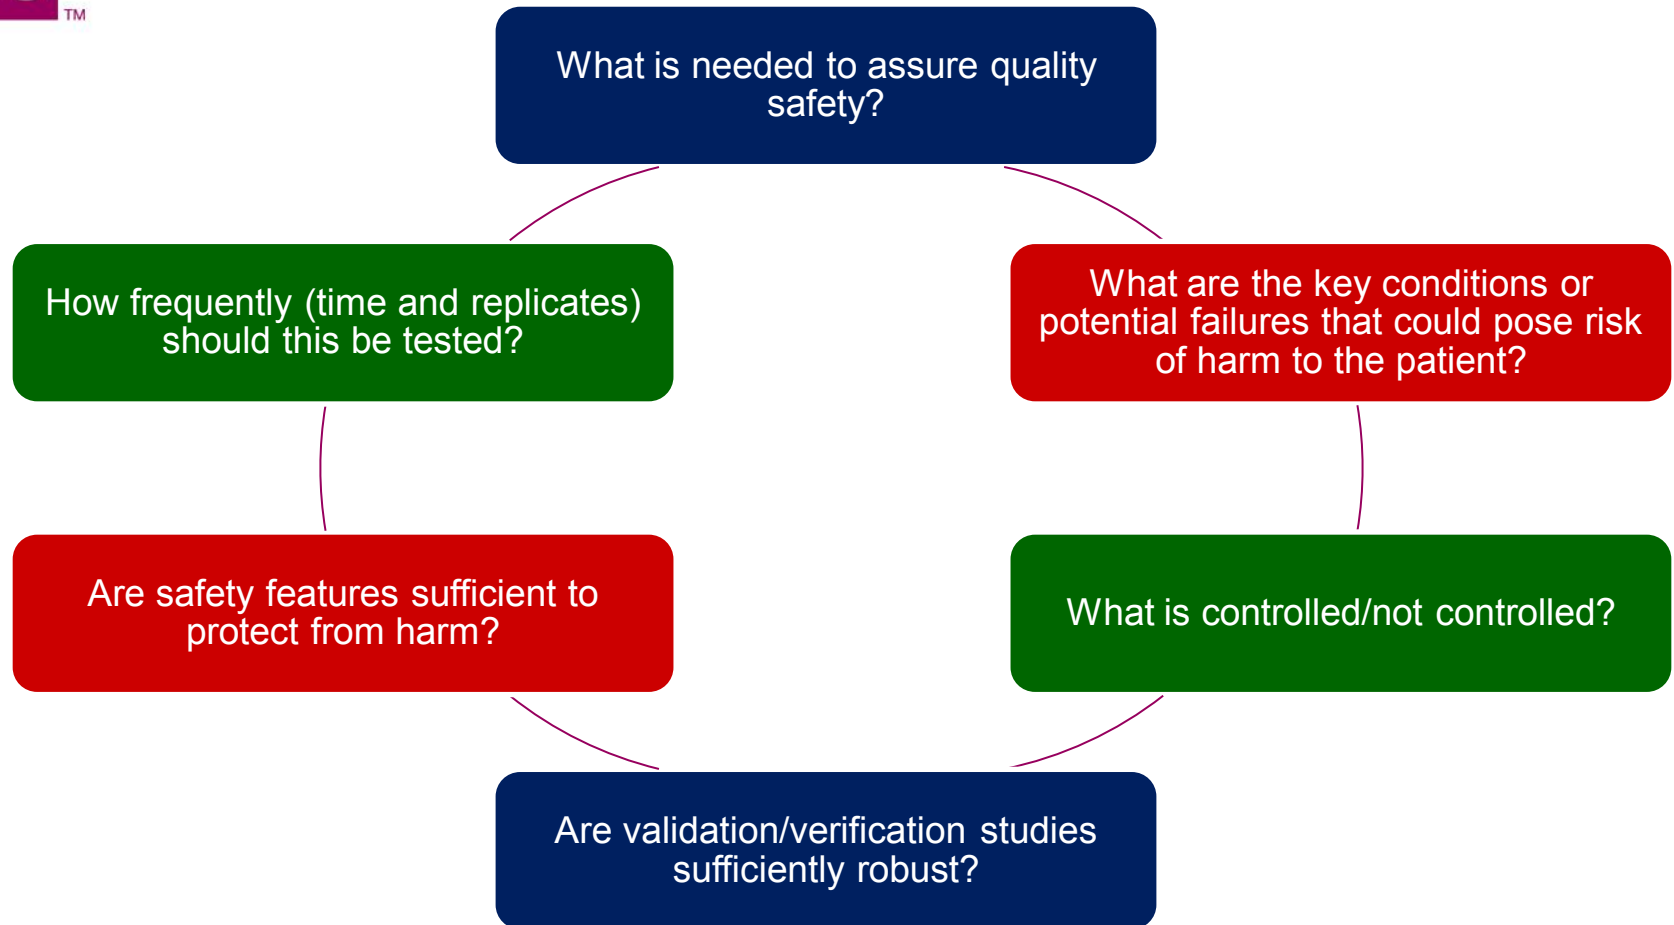 TM
What is needed to assure quality
safety?
What are the key conditions or
potential failures that could pose risk
of harm to the patient?
What is controlled/not controlled?
Are validation/verification studies
sufficiently robust?
Are safety features sufficient to
protect from harm?
How frequently (time and replicates)
should this be tested?